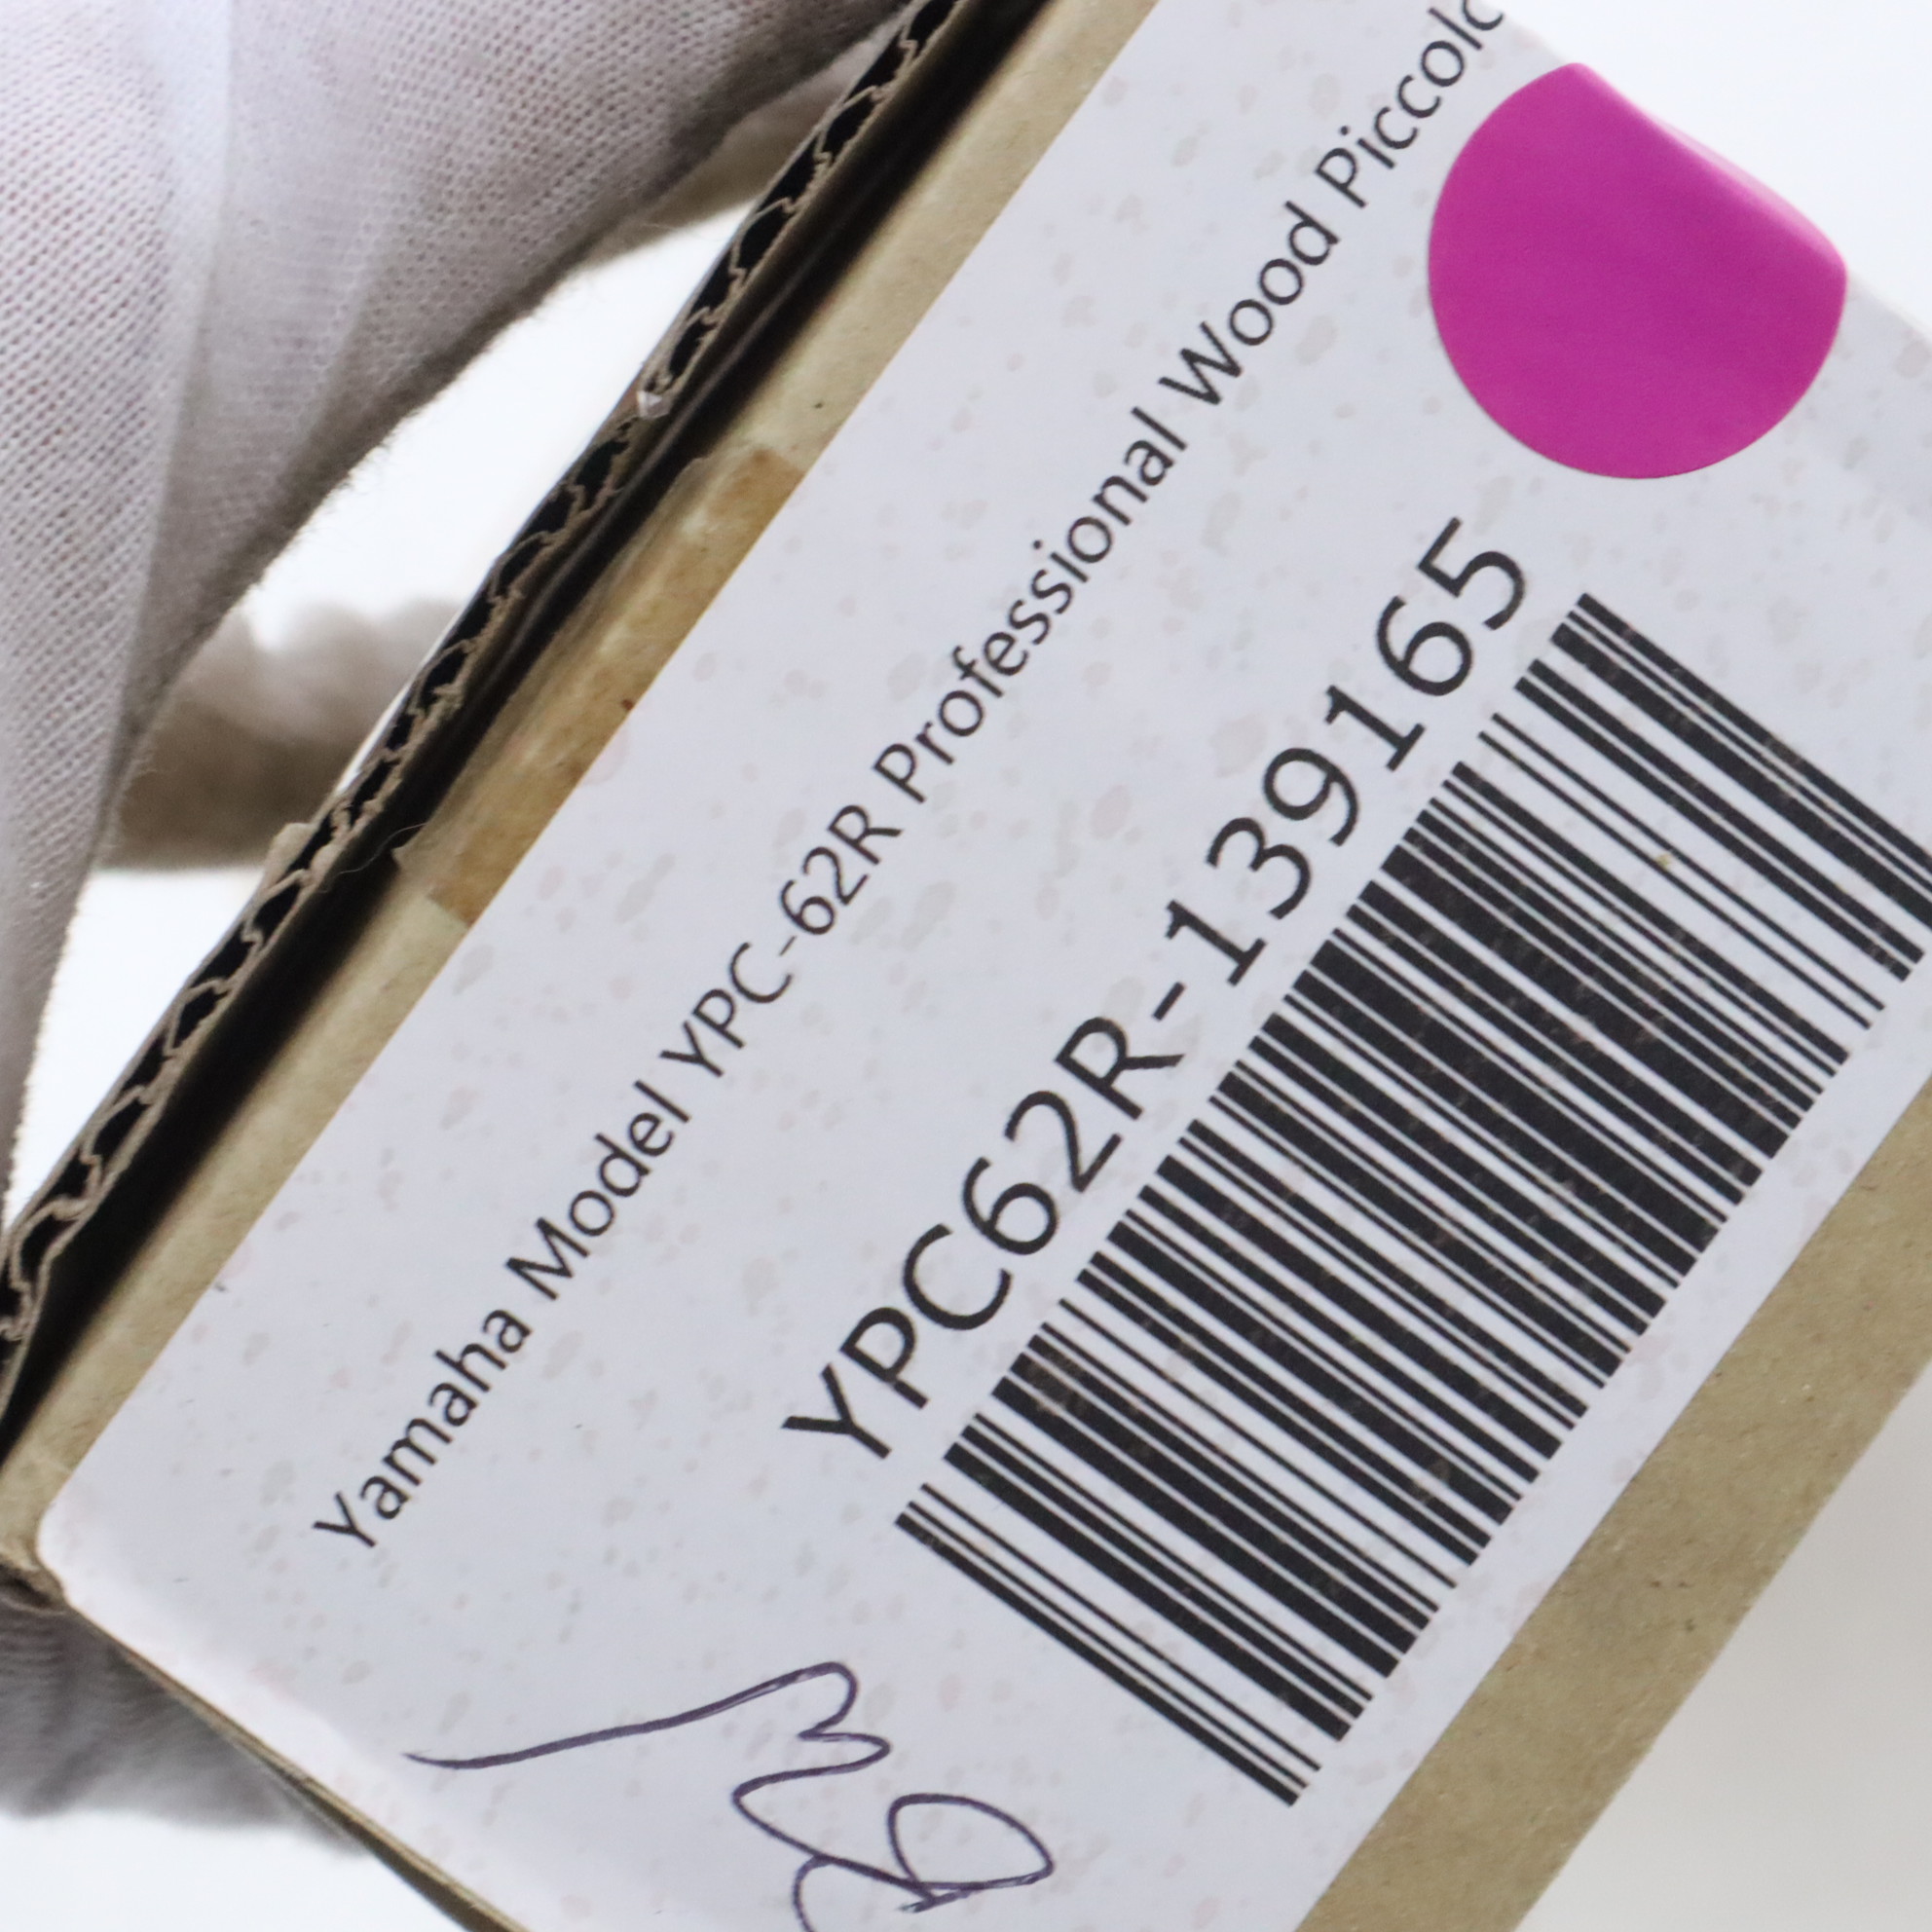 Yamaha Model YPC-62R Professional Wood Piccolo
YPC62R-139165